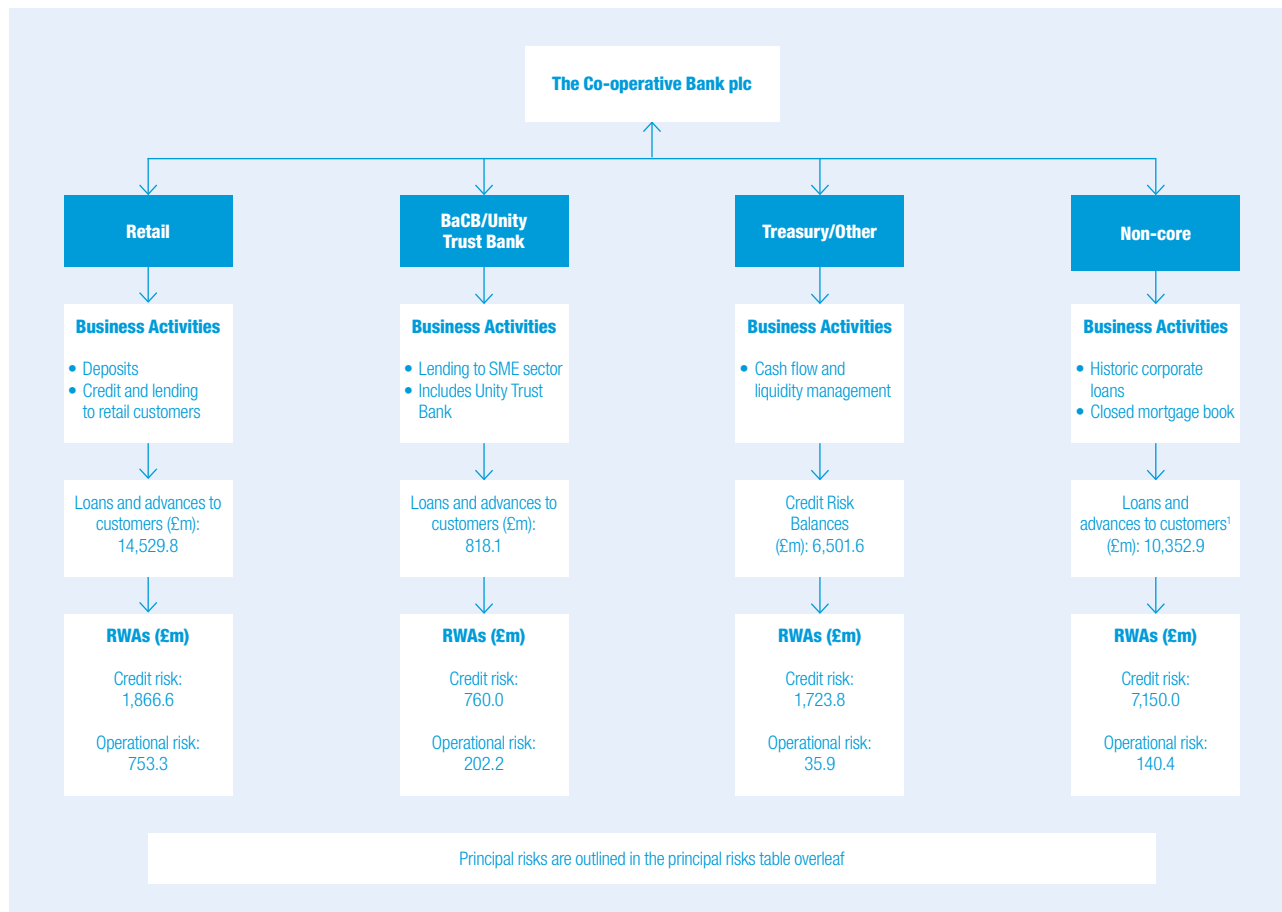 The Co-operative Bank plc
Retail
BaCB/Unity
Trust Bank
Treasury/Other
Non-core
Business Activities
• Deposits
• Credit and lending
to retail customers
Business Activities
• Lending to SME sector
• Includes Unity Trust
Bank
Business Activities
• Cash flow and
liquidity management
Business Activities
• Historic corporate
loans
• Closed mortgage book
Loans and advances to
customers (£m):
14,529.8
Loans and advances to
customers (£m):
818.1
Credit Risk
Balances
(£m): 6,501.6
Loans and
advances to customers¹
(£m): 10,352.9
RWAs (£m)
Credit risk:
1,866.6
Operational risk:
753.3
RWAs (£m)
Credit risk:
760.0
Operational risk:
202.2
RWAs (£m)
Credit risk:
1,723.8
Operational risk:
35.9
RWAs (£m)
Credit risk:
7,150.0
Operational risk:
140.4
Principal risks are outlined in the principal risks table overleaf